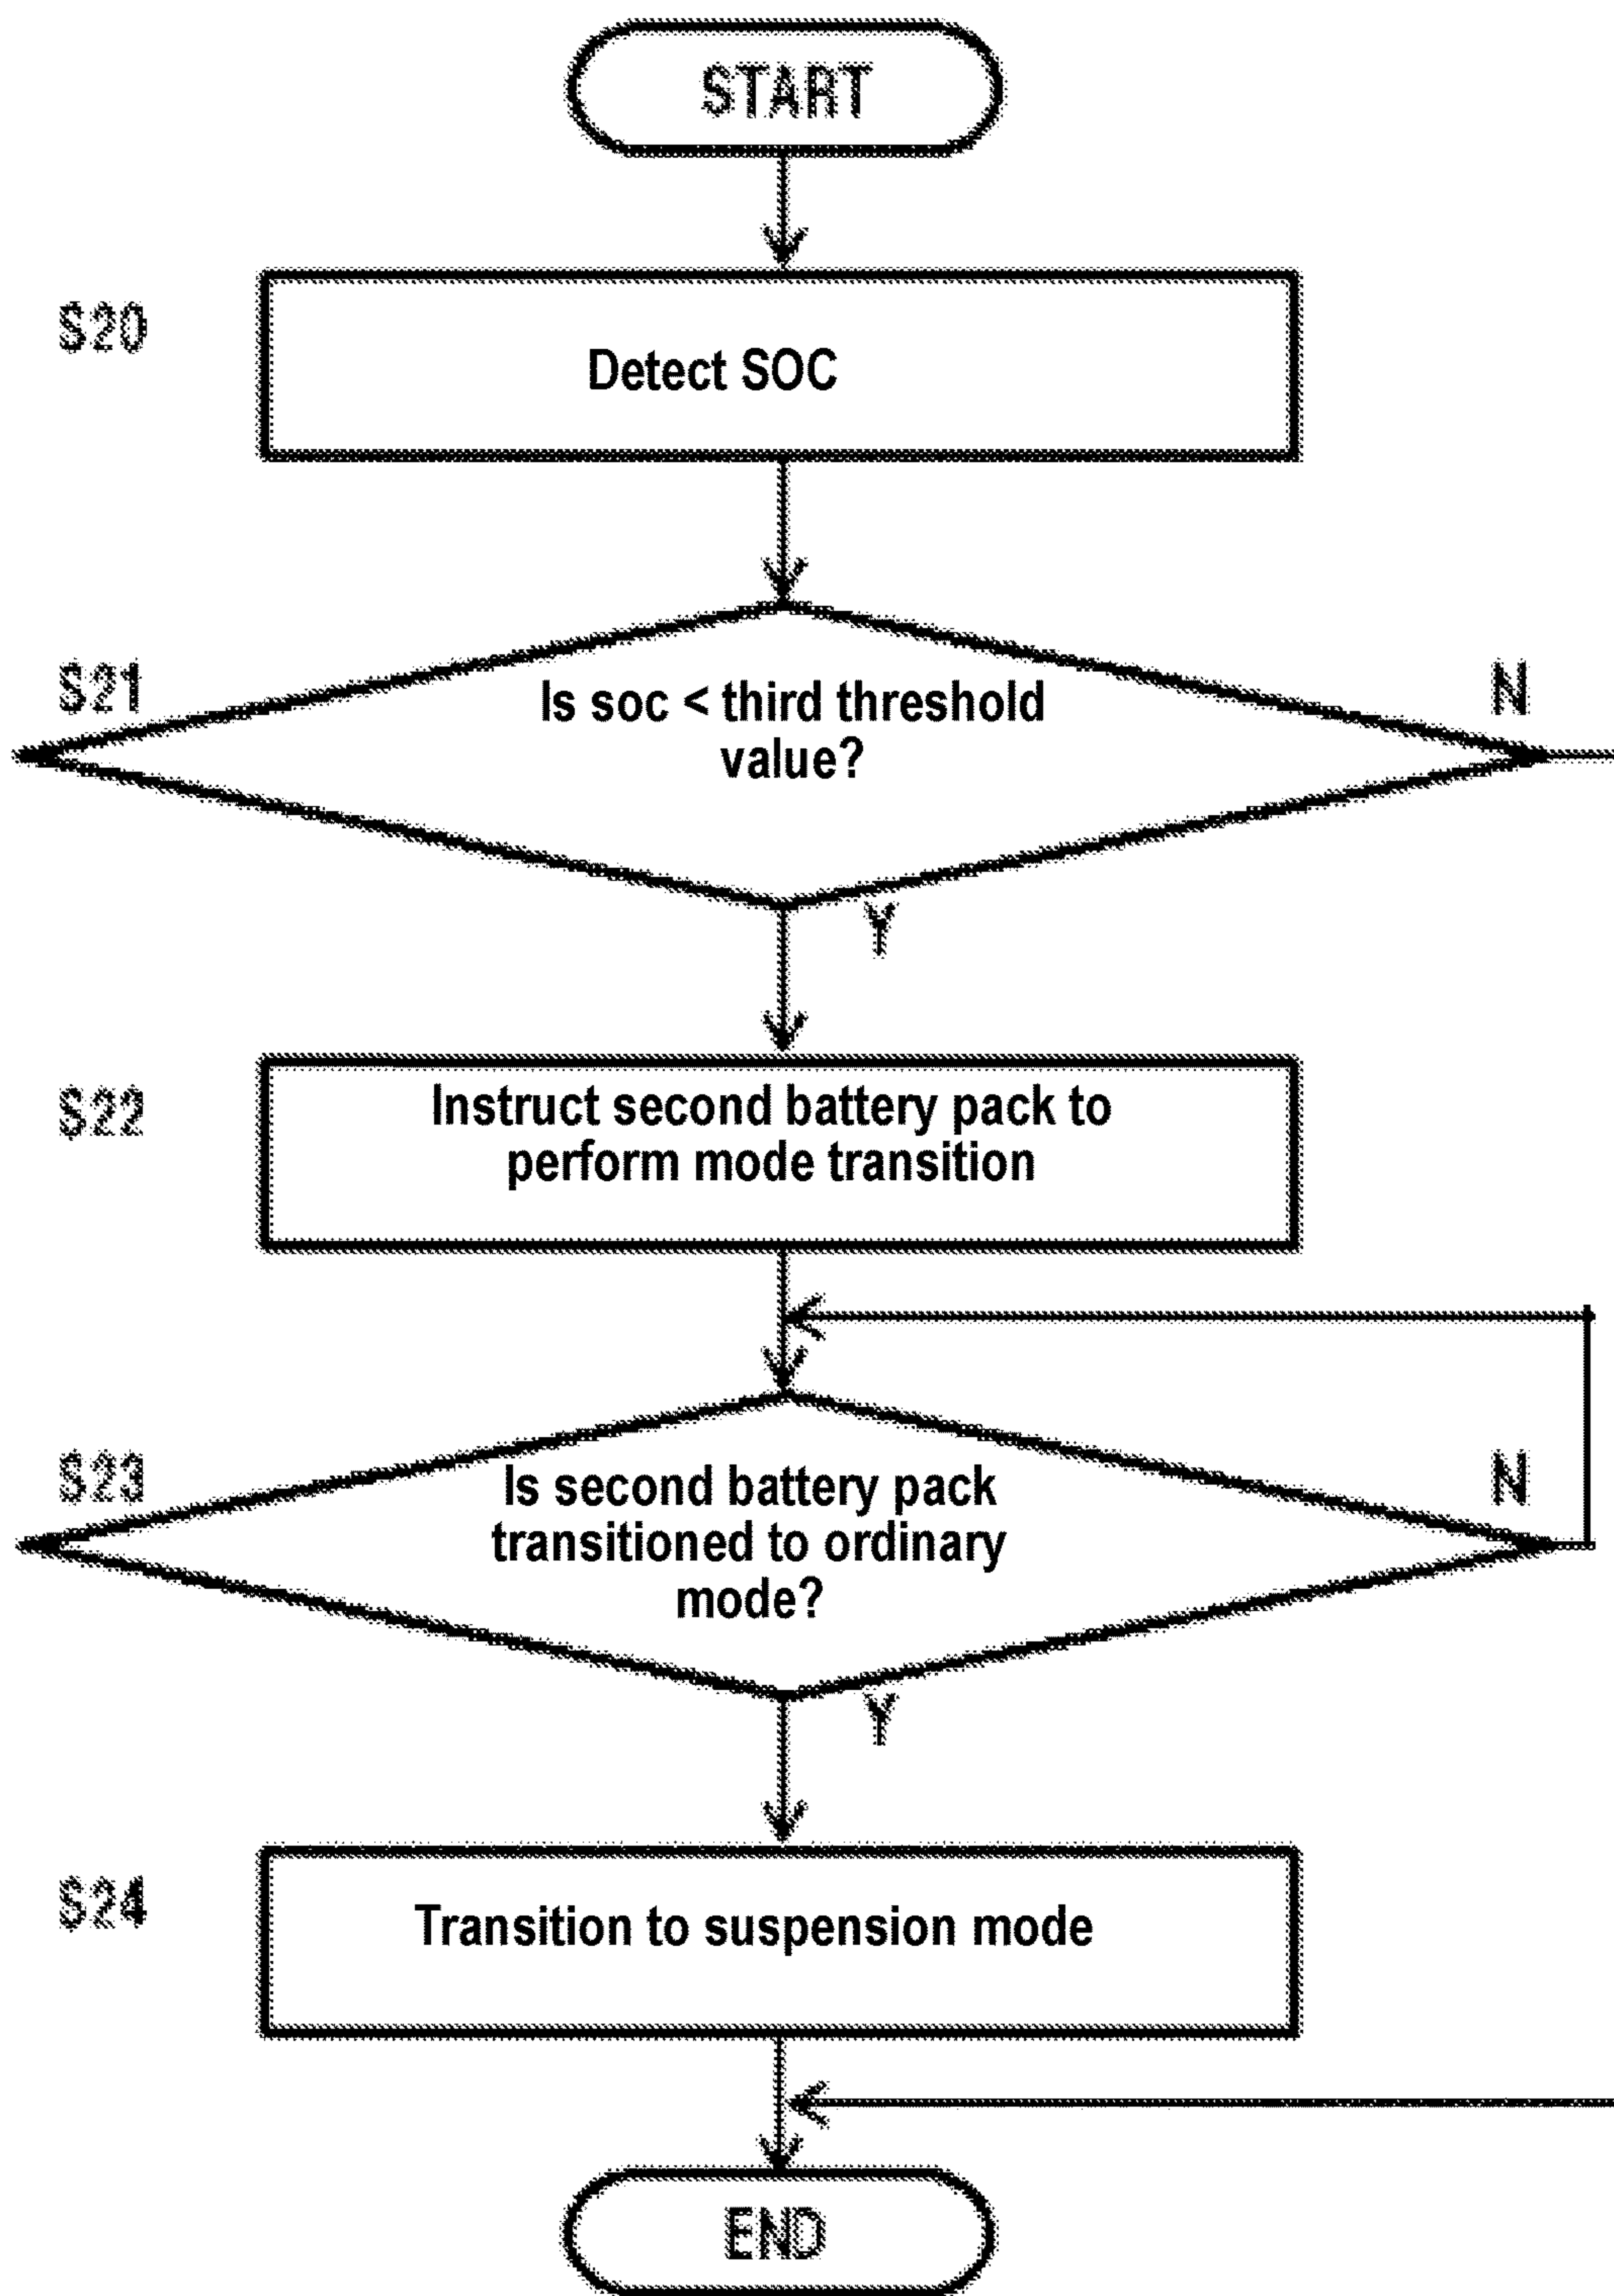 START
S20
Detect SOC
S21
Is soc < third threshold
value?
N
Y
S22
Instruct second battery pack to
perform mode transition
S23
Is second battery pack
transitioned to ordinary
mode?
N
Y
S24
Transition to suspension mode
END